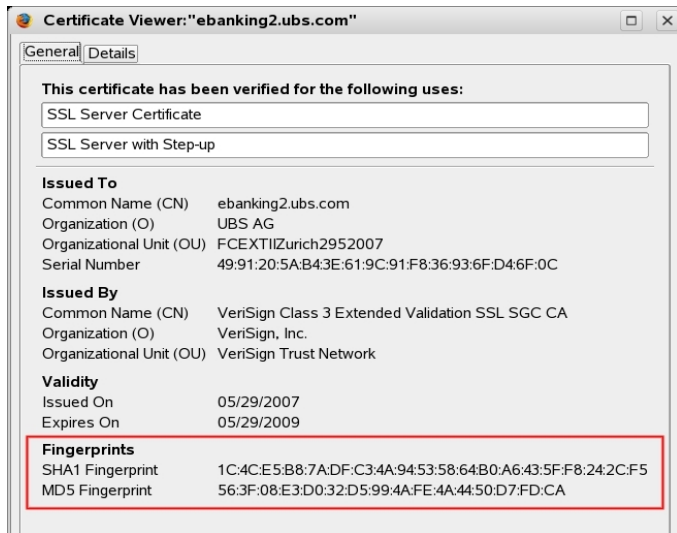 Certificate Viewer:"ebanking2.ubs.com"
General Details
This certificate has been verified for the following uses:
SSL Server Certificate
SSL Server with Step-up
Issued To
Common Name (CN) ebanking2.ubs.com
Organization (O) UBS AG
Organizational Unit (OU) FCEXTIIZurich2952007
Serial Number 49:91:20:5A:B4:3E:61:9C:91:F8:36:93:6F:D4:6F:0C
Issued By
Common Name (CN) VeriSign Class 3 Extended Validation SSL SGC CA
Organization (O) VeriSign, Inc.
Organizational Unit (OU) VeriSign Trust Network
Validity
Issued On 05/29/2007
Expires On 05/29/2009
Fingerprints
SHA1 Fingerprint 1C:4C:E5:B8:7A:DF:C3:4A:94:53:58:64:B0:A6:43:5F:F8:24:2C:F5
MD5 Fingerprint 56:3F:08:E3:D0:32:D5:99:4A:FE:4A:44:50:D7:FD:CA